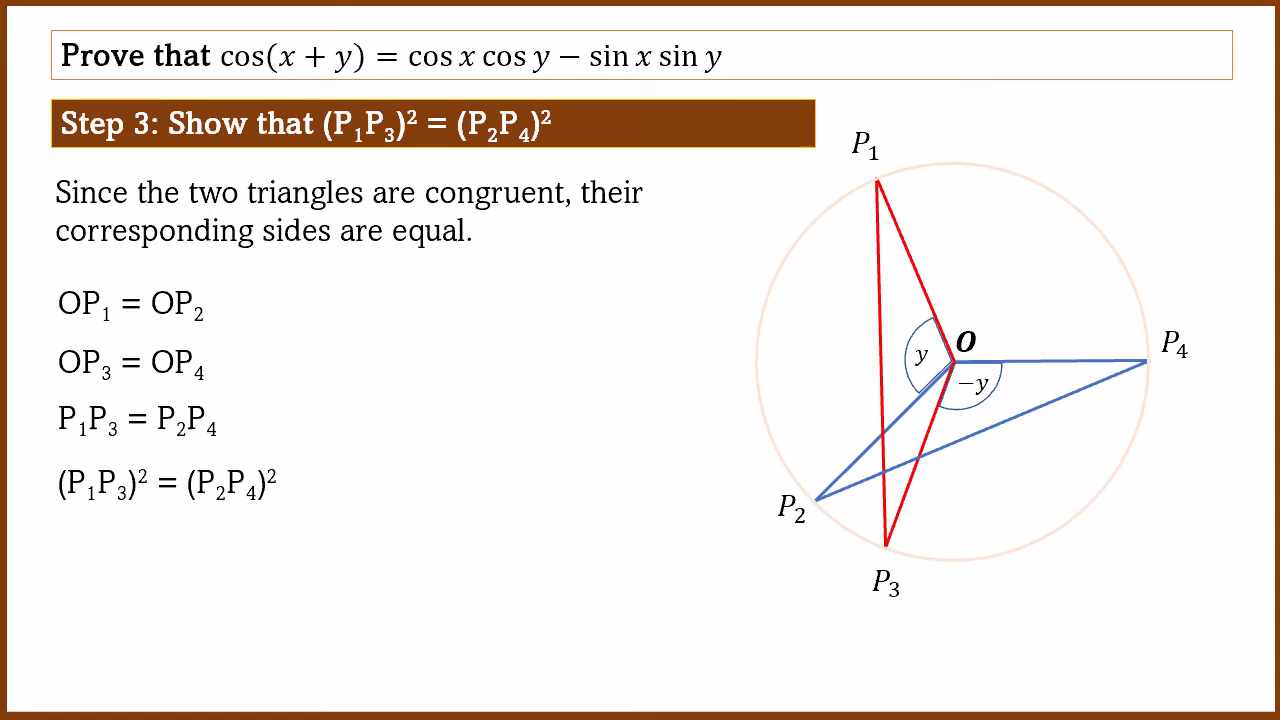 Prove that cos(x + y) = cos x cos y − sin x sin y
Step 3: Show that (P₁P₃)² = (P₂P₄)²
Since the two triangles are congruent, their
corresponding sides are equal.
OP₁ = OP₂
OP₃ = OP₄
P₁P₃ = P₂P₄
(P₁P₃)² = (P₂P₄)²
P₁
O
P₄
y
−y
P₂
P₃